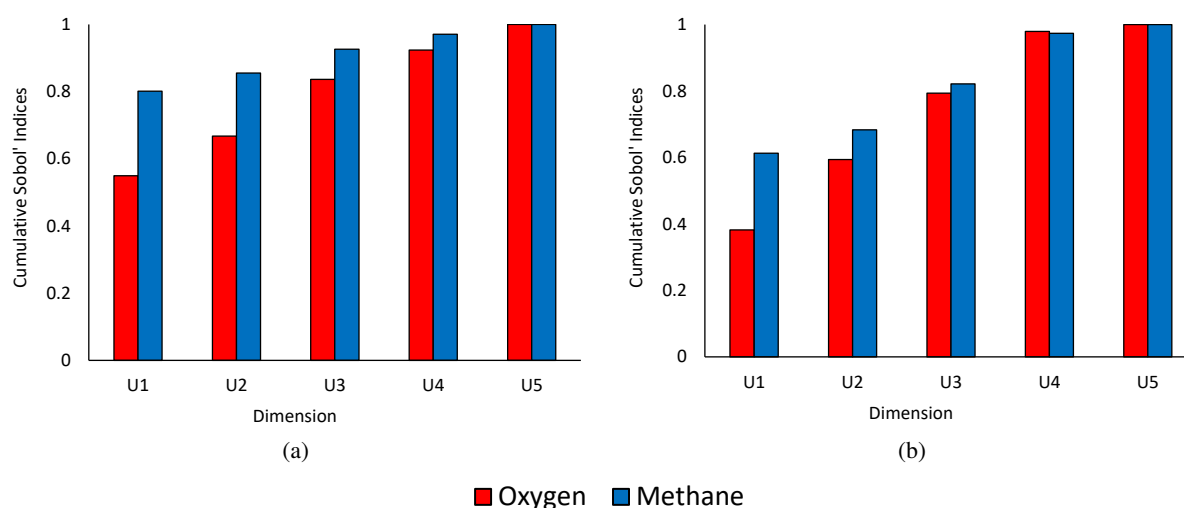 Cumulative Sobol' Indices
1
0.8
0.6
0.4
0.2
0
U1 U2 U3 U4 U5
Dimension
(a)
Cumulative Sobol' Indices
1
0.8
0.6
0.4
0.2
0
U1 U2 U3 U4 U5
Dimension
(b)
Oxygen Methane